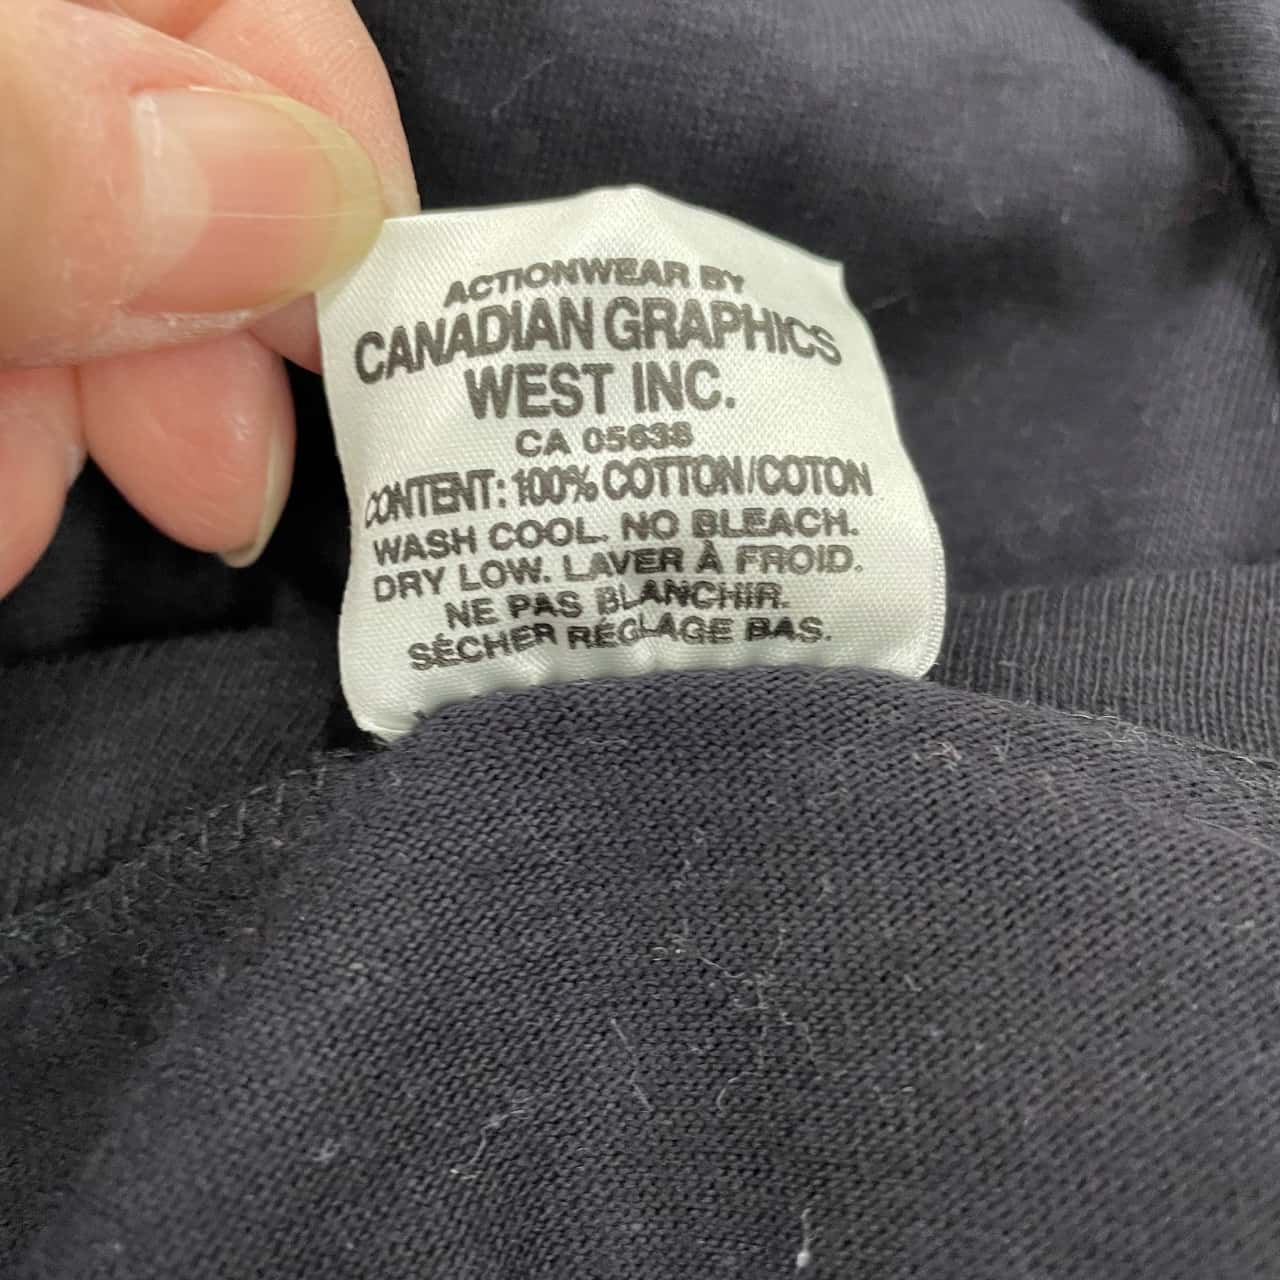 ACTIONWEAR BY
CANADIAN GRAPHICS
WEST INC.
CA 05638
CONTENT: 100% COTTON/COTON
WASH COOL. NO BLEACH.
DRY LOW. LAVER À FROID.
NE PAS BLANCHIR.
SÉCHER RÉGLAGE BAS.